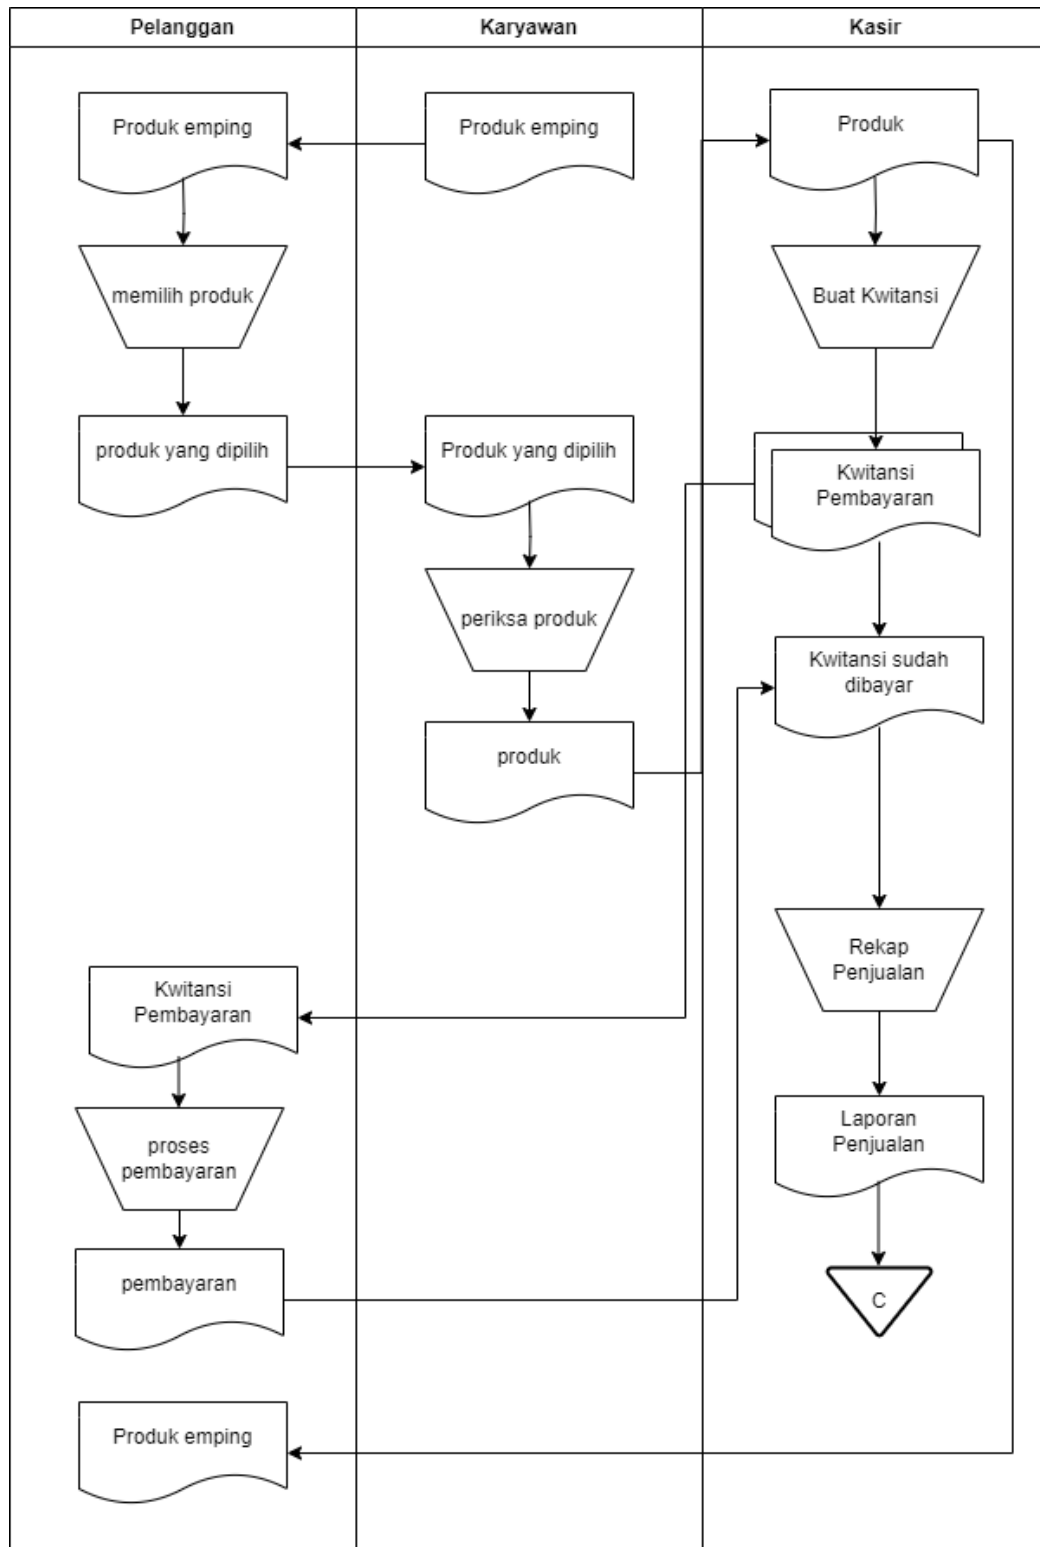 Pelanggan
Karyawan
Kasir
Produk emping
Produk emping
Produk
memilih produk
Buat Kwitansi
produk yang dipilih
Produk yang dipilih
Kwitansi
Pembayaran
periksa produk
Kwitansi sudah
dibayar
produk
Rekap
Penjualan
Kwitansi
Pembayaran
Laporan
Penjualan
proses
pembayaran
pembayaran
C
Produk emping